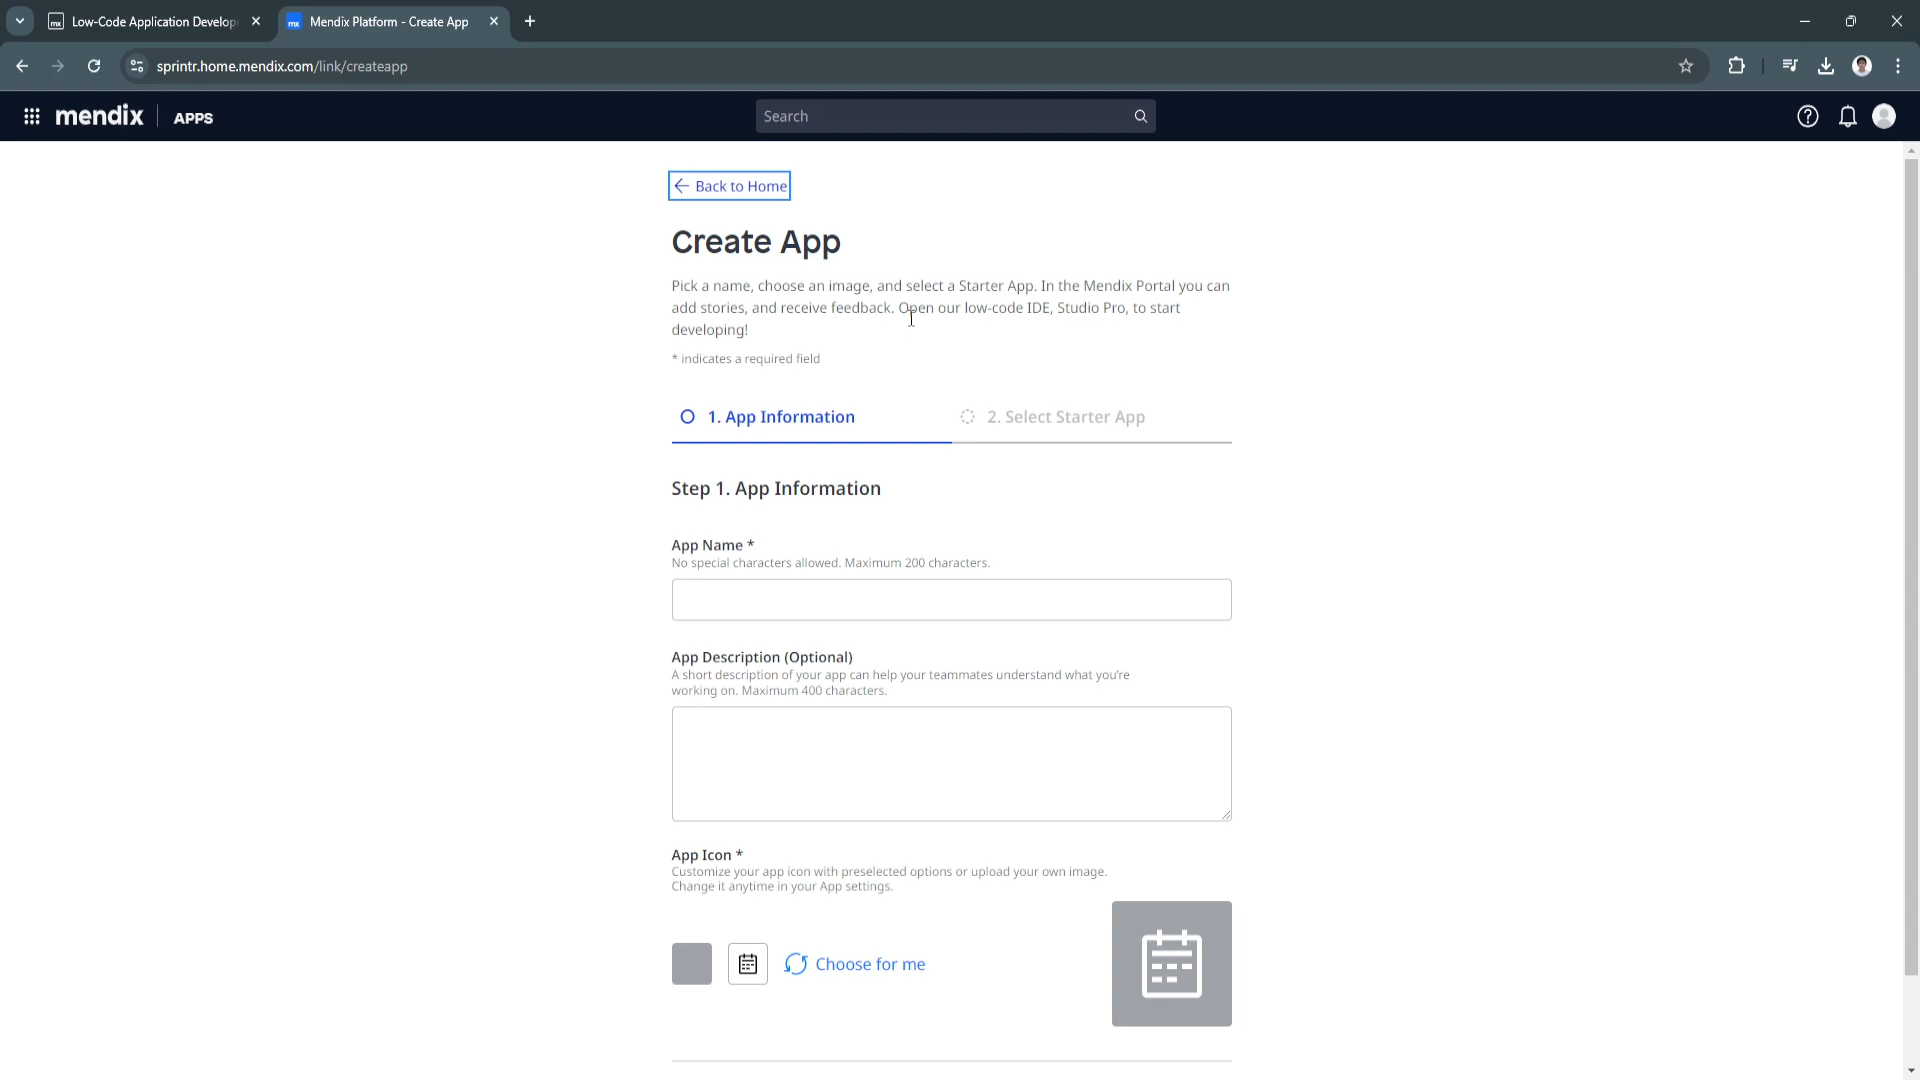 Low-Code Application Develop
Mendix Platform - Create App
sprintr.home.mendix.com/link/createapp
mendix
APPS
Search
Back to Home
Create App
Pick a name, choose an image, and select a Starter App. In the Mendix Portal you can
add stories, and receive feedback. Open our low-code IDE, Studio Pro, to start
developing!
* indicates a required field
1. App Information
2. Select Starter App
Step 1. App Information
App Name *
No special characters allowed. Maximum 200 characters.
App Description (Optional)
A short description of your app can help your teammates understand what you're
working on. Maximum 400 characters.
App Icon *
Customize your app icon with preselected options or upload your own image.
Change it anytime in your App settings.
Choose for me